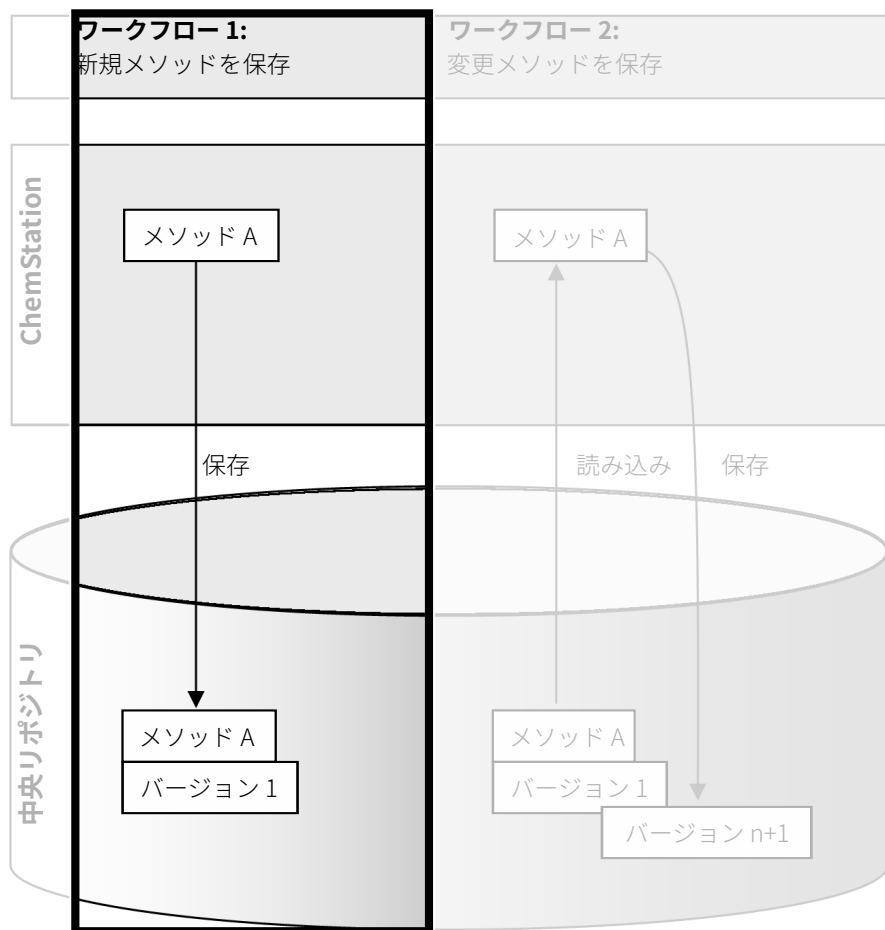 ワークフロー 1:
新規メソッドを保存
ワークフロー 2:
変更メソッドを保存
ChemStation
メソッド A
メソッド A
保存
読み込み
保存
中央リポジトリ
メソッド A
バージョン 1
メソッド A
バージョン 1
バージョン n+1